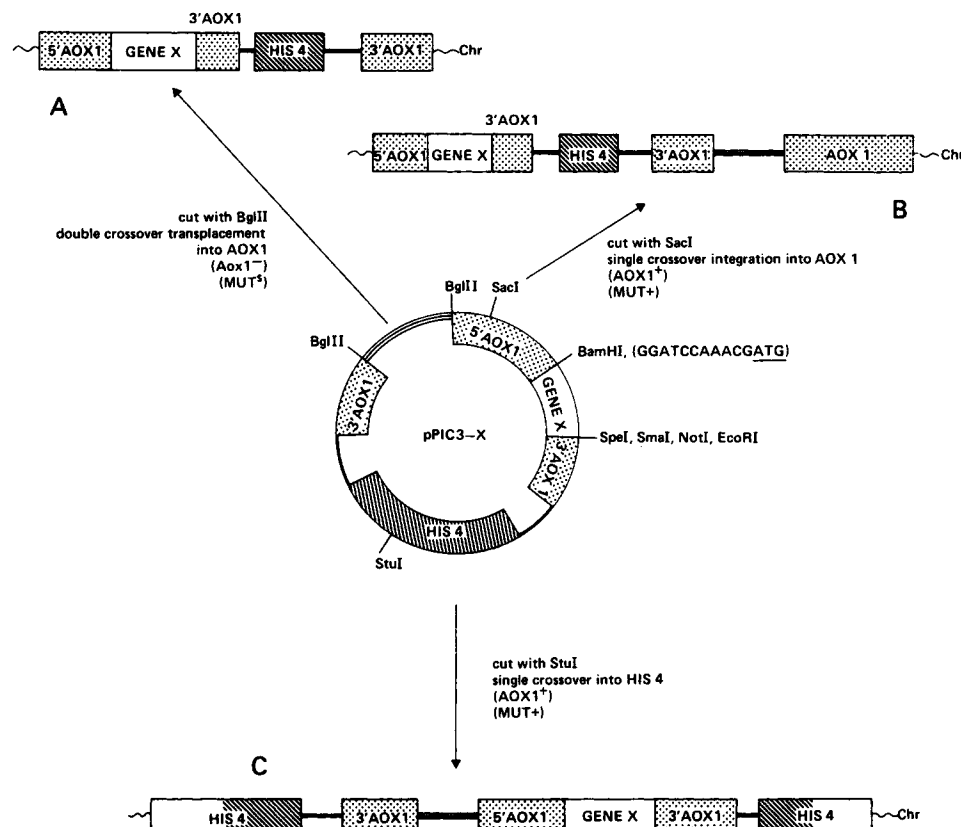 3'AOX1
5'AOX1 GENE X HIS 4 3'AOX1 Chr
A
3'AOX1
5'AOX1 GENE X HIS 4 3'AOX1 AOX 1 Chr
B
cut with BglII
double crossover transplacement
into AOX1
(Aox1⁻)
(MUTˢ)
cut with SacI
single crossover integration into AOX 1
(AOX1⁺)
(MUT+)
BglII SacI
BglII
5'AOX1
BamHI, (GGATCCAAACGATG)
3'AOX1
GENE X
pPIC3–X
SpeI, SmaI, NotI, EcoRI
3'AOX 1
HIS 4
StuI
cut with StuI
single crossover into HIS 4
(AOX1⁺)
(MUT+)
C
HIS 4 3'AOX1 5'AOX1 GENE X 3'AOX1 HIS 4 Chr